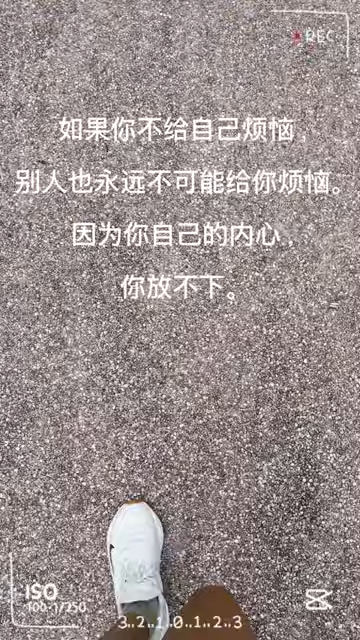 REC
如果你不给自己烦恼，
别人也永远不可能给你烦恼。
因为你自己的内心，
你放不下。
ISO
100-1/250
3..2..1..0..1..2..3